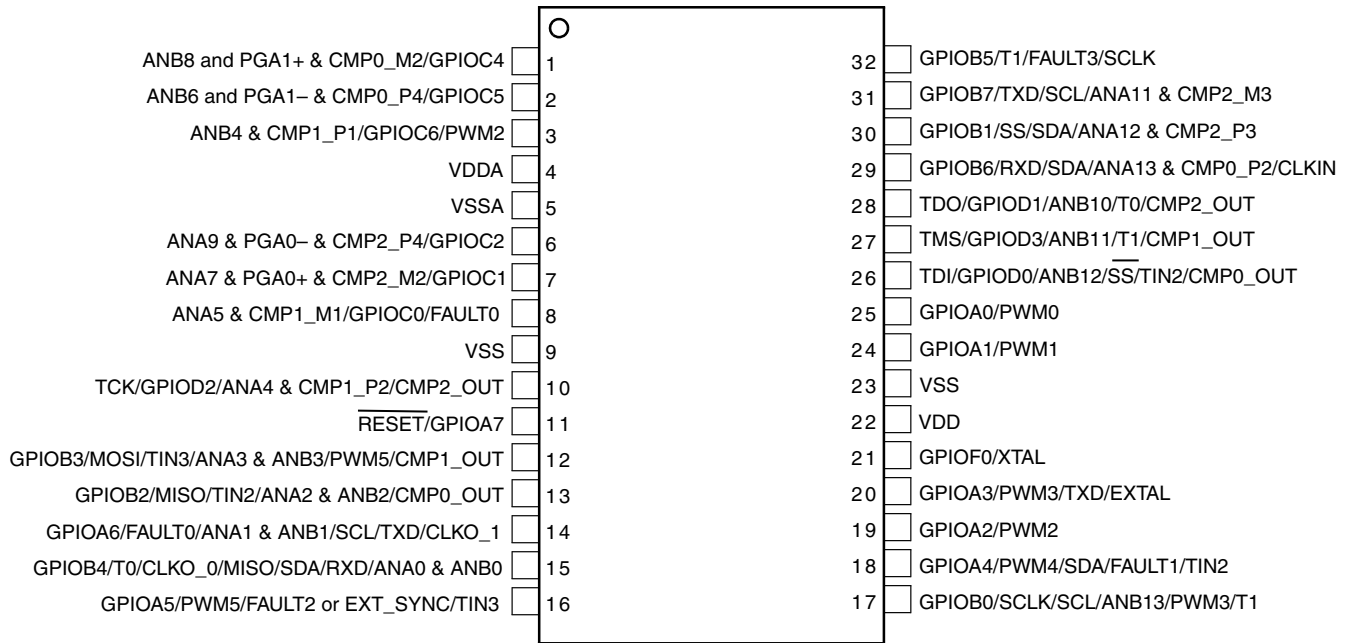 ANB8 and PGA1+ & CMP0_M2/GPIOC4 1
ANB6 and PGA1– & CMP0_P4/GPIOC5 2
ANB4 & CMP1_P1/GPIOC6/PWM2 3
VDDA 4
VSSA 5
ANA9 & PGA0– & CMP2_P4/GPIOC2 6
ANA7 & PGA0+ & CMP2_M2/GPIOC1 7
ANA5 & CMP1_M1/GPIOC0/FAULT0 8
VSS 9
TCK/GPIOD2/ANA4 & CMP1_P2/CMP2_OUT 10
RESET/GPIOA7 11
GPIOB3/MOSI/TIN3/ANA3 & ANB3/PWM5/CMP1_OUT 12
GPIOB2/MISO/TIN2/ANA2 & ANB2/CMP0_OUT 13
GPIOA6/FAULT0/ANA1 & ANB1/SCL/TXD/CLKO_1 14
GPIOB4/T0/CLKO_0/MISO/SDA/RXD/ANA0 & ANB0 15
GPIOA5/PWM5/FAULT2 or EXT_SYNC/TIN3 16
32 GPIOB5/T1/FAULT3/SCLK
31 GPIOB7/TXD/SCL/ANA11 & CMP2_M3
30 GPIOB1/SS/SDA/ANA12 & CMP2_P3
29 GPIOB6/RXD/SDA/ANA13 & CMP0_P2/CLKIN
28 TDO/GPIOD1/ANB10/T0/CMP2_OUT
27 TMS/GPIOD3/ANB11/T1/CMP1_OUT
26 TDI/GPIOD0/ANB12/SS/TIN2/CMP0_OUT
25 GPIOA0/PWM0
24 GPIOA1/PWM1
23 VSS
22 VDD
21 GPIOF0/XTAL
20 GPIOA3/PWM3/TXD/EXTAL
19 GPIOA2/PWM2
18 GPIOA4/PWM4/SDA/FAULT1/TIN2
17 GPIOB0/SCLK/SCL/ANB13/PWM3/T1